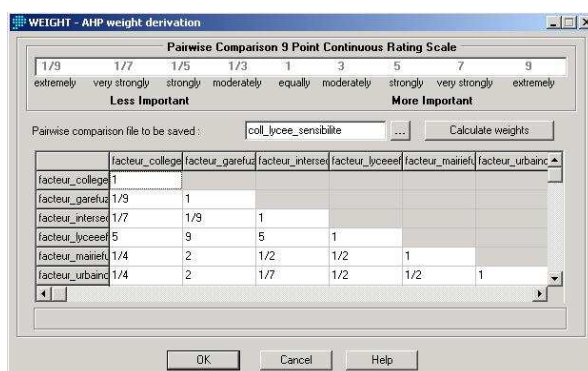 WEIGHT - AHP weight derivation
Pairwise Comparison 9 Point Continuous Rating Scale
1/9 1/7 1/5 1/3 1 3 5 7 9
extremely very strongly strongly moderately equally moderately strongly very strongly extremely
Less Important More Important
Pairwise comparison file to be saved : coll_lycee_sensibilite ... Calculate weights
facteur_college facteur_garefuz facteur_intersec facteur_lyceeef facteur_mairiefu facteur_urbainc
facteur_college 1
facteur_garefuz 1/9 1
facteur_intersec 1/7 1/9 1
facteur_lyceeef 5 9 5 1
facteur_mairiefu 1/4 2 1/2 1/2 1
facteur_urbainc 1/4 2 1/7 1/2 1/2 1
OK Cancel Help